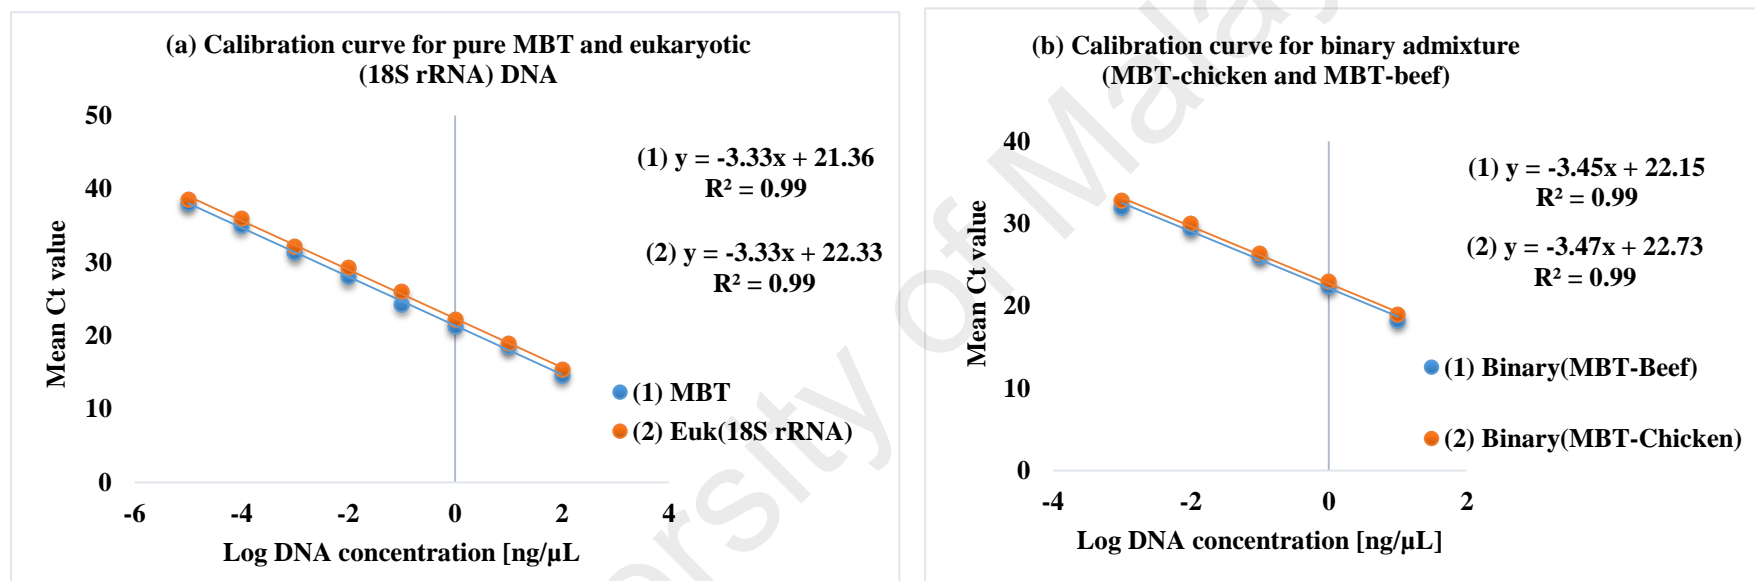 (a) Calibration curve for pure MBT and eukaryotic
(18S rRNA) DNA
50
40
30
20
10
0
Mean Ct value
-6
-4
-2
0
2
4
Log DNA concentration [ng/µL
(1) y = -3.33x + 21.36
R² = 0.99
(2) y = -3.33x + 22.33
R² = 0.99
(1) MBT
(2) Euk(18S rRNA)
(b) Calibration curve for binary admixture
(MBT-chicken and MBT-beef)
40
30
20
10
0
Mean Ct value
-4
-2
0
2
Log DNA concentration [ng/µL]
(1) y = -3.45x + 22.15
R² = 0.99
(2) y = -3.47x + 22.73
R² = 0.99
(1) Binary(MBT-Beef)
(2) Binary(MBT-Chicken)
ersity of Malay